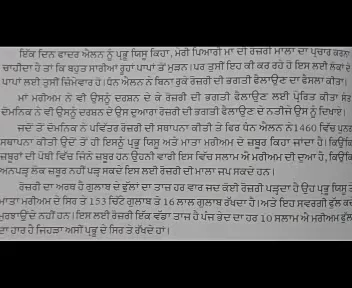 ਇੱਕ ਦਿਨ ਫਾਦਰ ਐਲਨ ਨੂੰ ਪ੍ਰਭੂ ਯਿਸੂ ਕਿਹਾ, ਮੇਰੀ ਪਿਆਰੀ ਮਾਂ ਦੀ ਰੋਜ਼ਰੀ ਮਾਲਾ ਦਾ ਪ੍ਰਚਾਰ ਕਰਨਾ
ਚਾਹੀਦਾ ਹੈ ਤਾਂ ਕਿ ਬਹੁਤ ਸਾਰੀਆਂ ਰੂਹਾਂ ਪਾਪਾਂ ਤੋਂ ਮੁੜਨ। ਪਰ ਤੁਸੀਂ ਇਹ ਕੀ ਕਰ ਰਹੇ ਹੋ ਇਸ ਲਈ ਲੋਕਾਂ ਦੇ
ਪਾਪਾਂ ਲਈ ਤੁਸੀਂ ਜ਼ਿੰਮੇਵਾਰ ਹੋ। ਧੰਨ ਐਲਨ ਨੇ ਬਿਨਾ ਰੁਕੇ ਰੋਜ਼ਰੀ ਦੀ ਭਗਤੀ ਫੈਲਾਉਣ ਦਾ ਫੈਸਲਾ ਕੀਤਾ।
ਮਾਂ ਮਰੀਅਮ ਨੇ ਵੀ ਉਸਨੂੰ ਦਰਸ਼ਨ ਦੇ ਕੇ ਰੋਜ਼ਰੀ ਦੀ ਭਗਤੀ ਫੈਲਾਉਣ ਲਈ ਪ੍ਰੇਰਿਤ ਕੀਤਾ ਸੰਤ
ਦੋਮਨਿਕ ਨੇ ਵੀ ਉਸਨੂੰ ਦਰਸ਼ਨ ਦੇ ਉਸ ਦੁਆਰਾ ਰੋਜ਼ਰੀ ਦੀ ਭਗਤੀ ਫੈਲਾਉਣ ਦੇ ਨਤੀਜੇ ਉਸ ਨੂੰ ਦਿਖਾਏ।
ਜਦੋਂ ਤੋਂ ਦੋਮਨਿਕ ਨੇ ਪਵਿੱਤਰ ਰੋਜ਼ਰੀ ਦੀ ਸਥਾਪਨਾ ਕੀਤੀ ਤੇ ਫਿਰ ਧੰਨ ਐਲਨ ਨੇ 1460 ਵਿੱਚ ਪੁਨਰ
ਸਥਾਪਨਾ ਕੀਤੀ ਉਦੋਂ ਤੋਂ ਹੀ ਇਸਨੂੰ ਪ੍ਰਭੂ ਯਿਸੂ ਅਤੇ ਮਾਤਾ ਮਰੀਅਮ ਦੇ ਜ਼ਬੂਰ ਕਿਹਾ ਜਾਂਦਾ ਹੈ। ਕਿਉਂਕਿ
ਜ਼ਬੂਰਾਂ ਦੀ ਪੋਥੀ ਵਿੱਚ ਜਿੰਨੇ ਜ਼ਬੂਰ ਹਨ ਉਹਨੀ ਵਾਰੀ ਇਸ ਵਿੱਚ ਸਲਾਮ ਐ ਮਰੀਅਮ ਦੀ ਦੁਆ ਹੈ, ਕਿਉਂਕਿ
ਅਨਪੜ੍ਹ ਲੋਕ ਜ਼ਬੂਰ ਨਹੀਂ ਪੜ੍ਹ ਸਕਦੇ ਇਸ ਲਈ ਰੋਜ਼ਰੀ ਦੀ ਮਾਲਾ ਜਪ ਸਕਦੇ ਹਨ।
ਰੋਜ਼ਰੀ ਦਾ ਅਰਥ ਹੈ ਗੁਲਾਬ ਦੇ ਫੁੱਲਾਂ ਦਾ ਤਾਜ ਹਰ ਵਾਰ ਜਦ ਕੋਈ ਰੋਜ਼ਰੀ ਪੜ੍ਹਦਾ ਹੈ ਉਹ ਪ੍ਰਭੂ ਯਿਸੂ ਤੇ
ਮਾਤਾ ਮਰੀਅਮ ਦੇ ਸਿਰ ਤੇ 153 ਚਿੱਟੇ ਗੁਲਾਬ ਤੇ 16 ਲਾਲ ਗੁਲਾਬ ਰੱਖਦਾ ਹੈ। ਅਤੇ ਇਹ ਸਵਰਗੀ ਫੁੱਲ ਕਦੇ
ਮੁਰਝਾਉਂਦੇ ਨਹੀਂ ਹਨ। ਇਸ ਲਈ ਰੋਜ਼ਰੀ ਇੱਕ ਵੱਡਾ ਤਾਜ ਹੈ ਪੰਜ ਭੇਦ ਦਾ ਹਰ 10 ਸਲਾਮ ਐ ਮਰੀਅਮ ਫੁੱਲਾਂ
ਦਾ ਹਾਰ ਹੈ ਜਿਹੜਾ ਅਸੀਂ ਪ੍ਰਭੂ ਦੇ ਸਿਰ ਤੇ ਰੱਖਦੇ ਹਾਂ।